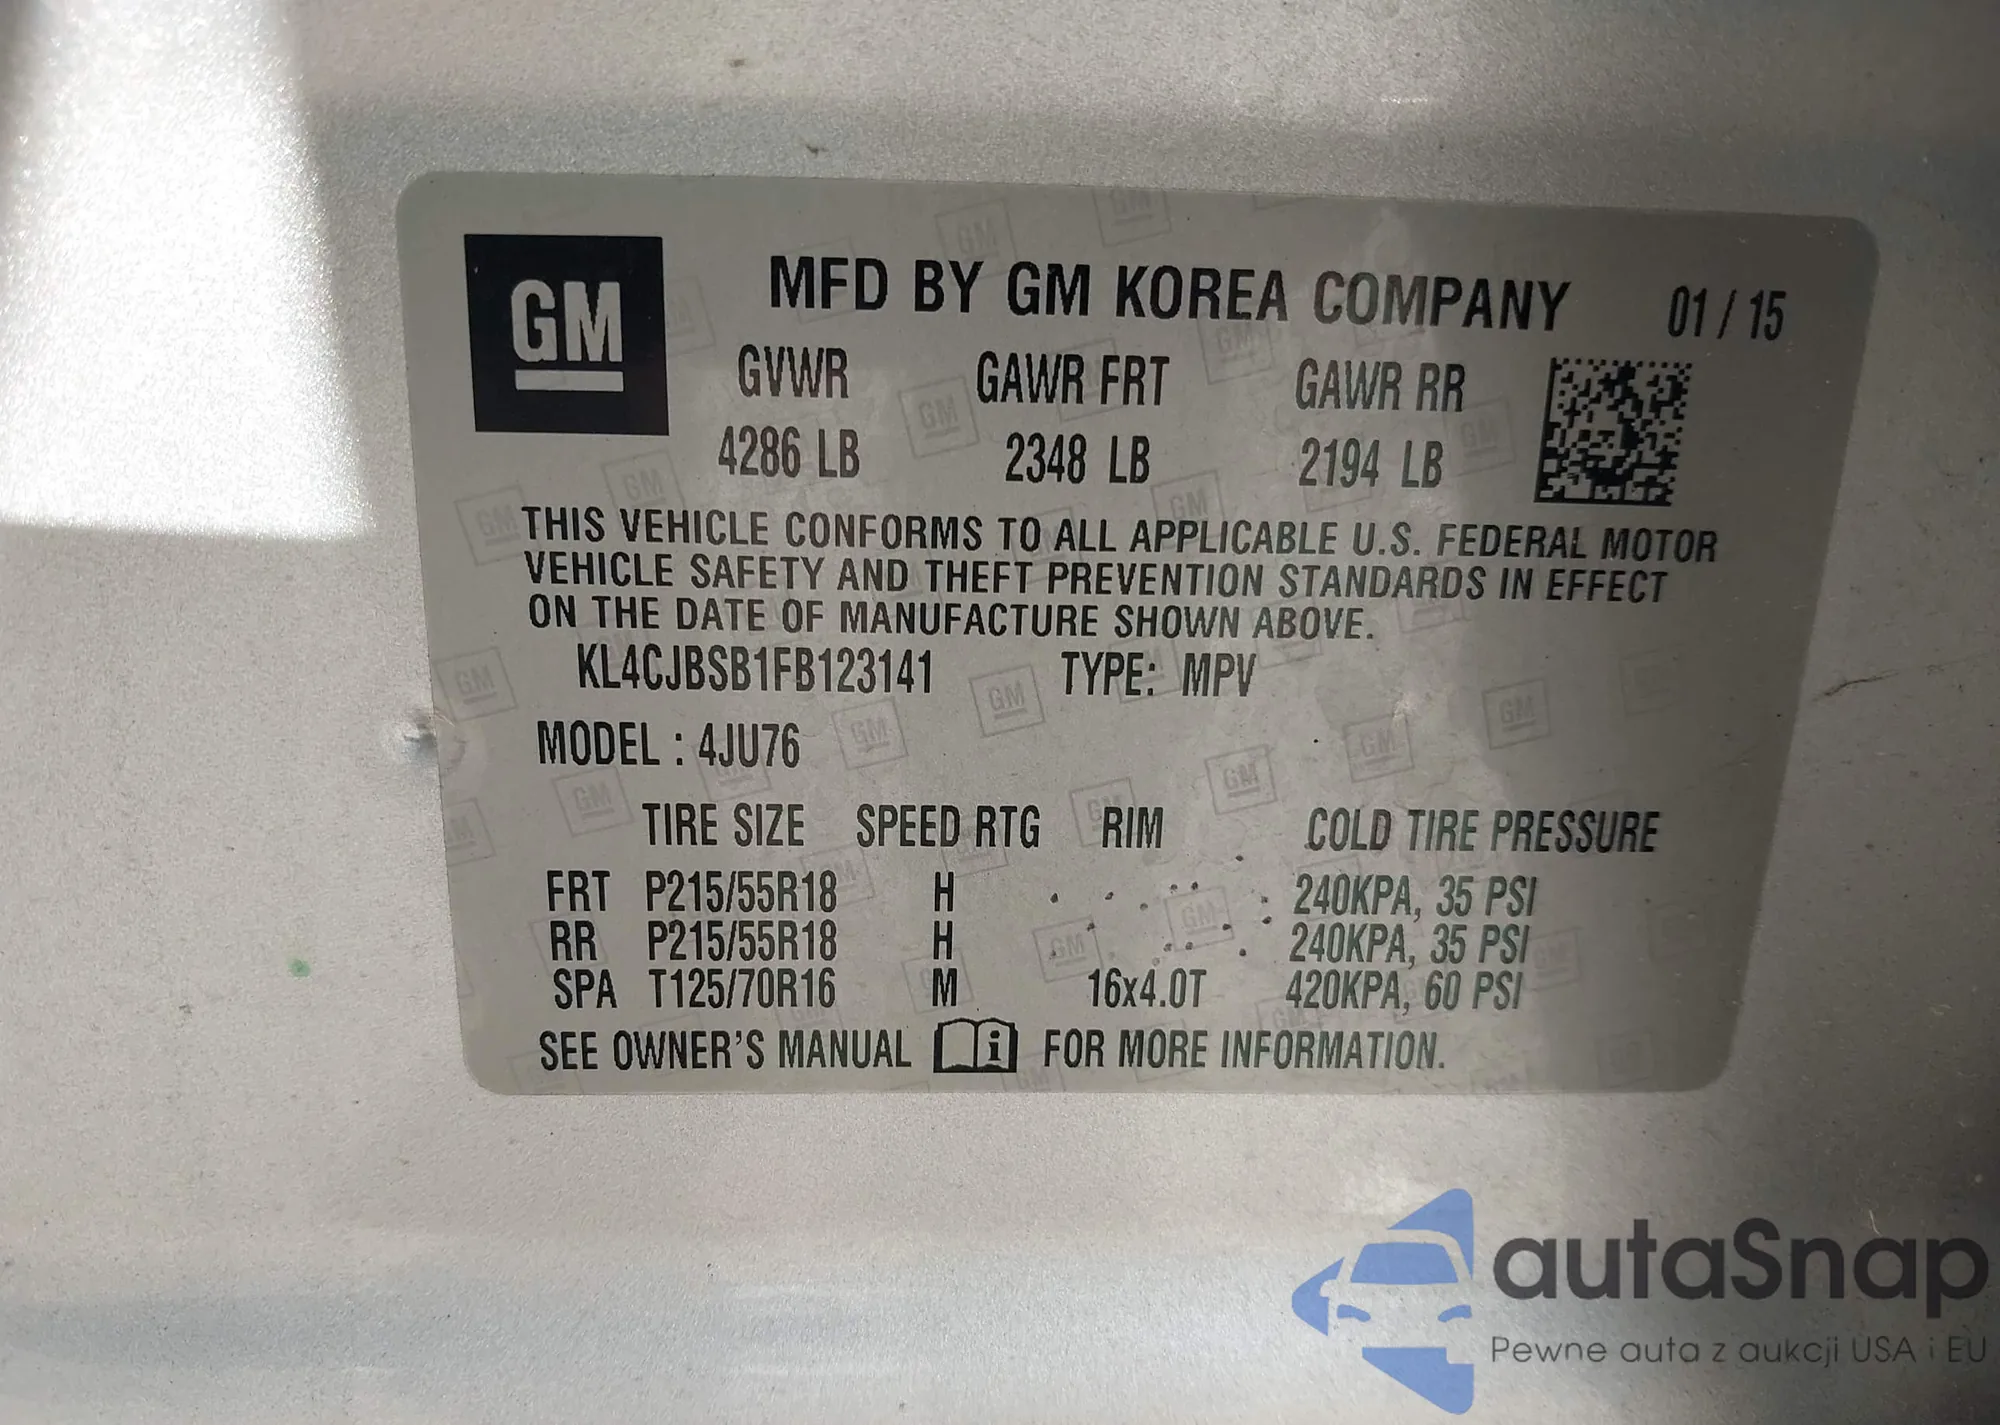 GM
MFD BY GM KOREA COMPANY 01 / 15
GVWR GAWR FRT GAWR RR
4286 LB 2348 LB 2194 LB
THIS VEHICLE CONFORMS TO ALL APPLICABLE U.S. FEDERAL MOTOR
VEHICLE SAFETY AND THEFT PREVENTION STANDARDS IN EFFECT
ON THE DATE OF MANUFACTURE SHOWN ABOVE.
KL4CJBSB1FB123141 TYPE: MPV
MODEL : 4JU76
TIRE SIZE SPEED RTG RIM COLD TIRE PRESSURE
FRT P215/55R18 H 240KPA, 35 PSI
RR P215/55R18 H 240KPA, 35 PSI
SPA T125/70R16 M 16x4.0T 420KPA, 60 PSI
SEE OWNER'S MANUAL i FOR MORE INFORMATION.
autaSnap
Pewne auta z aukcji USA i EU